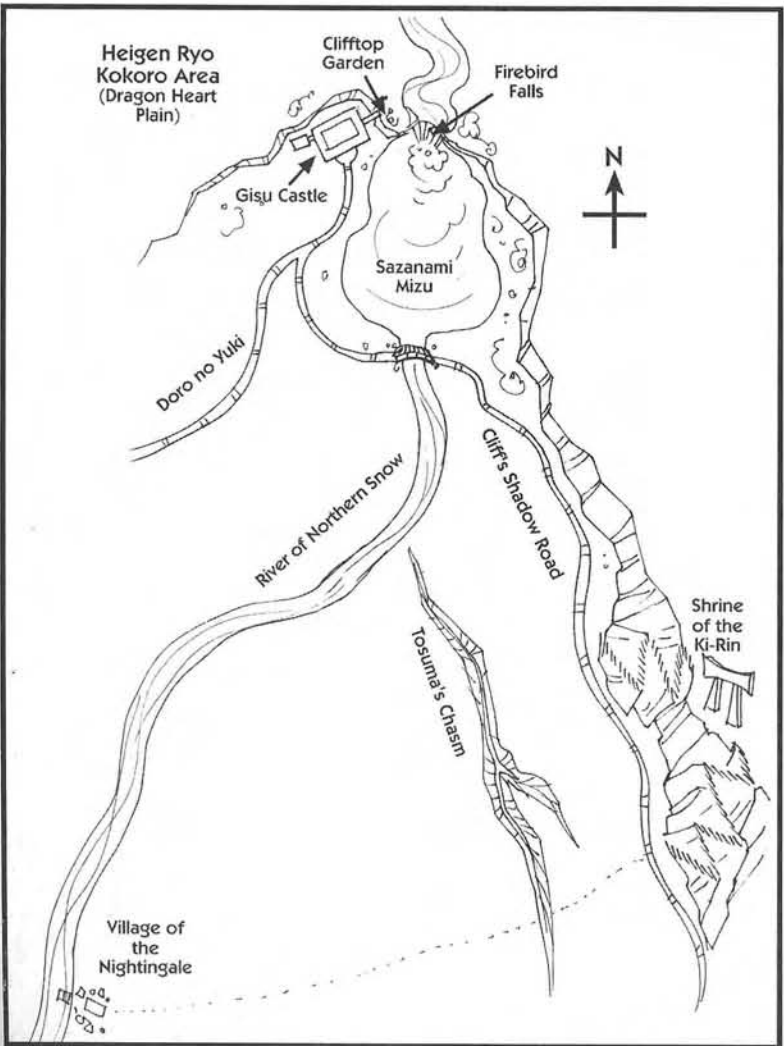 Heigen Ryo
Kokoro Area
(Dragon Heart
Plain)
Clifftop
Garden
Firebird
Falls
Gisu Castle
N
Sazanami
Mizu
Doro no Yuki
River of Northern Snow
Cliff's Shadow Road
Tosuma's Chasm
Shrine
of the
Ki-Rin
Village of
the
Nightingale